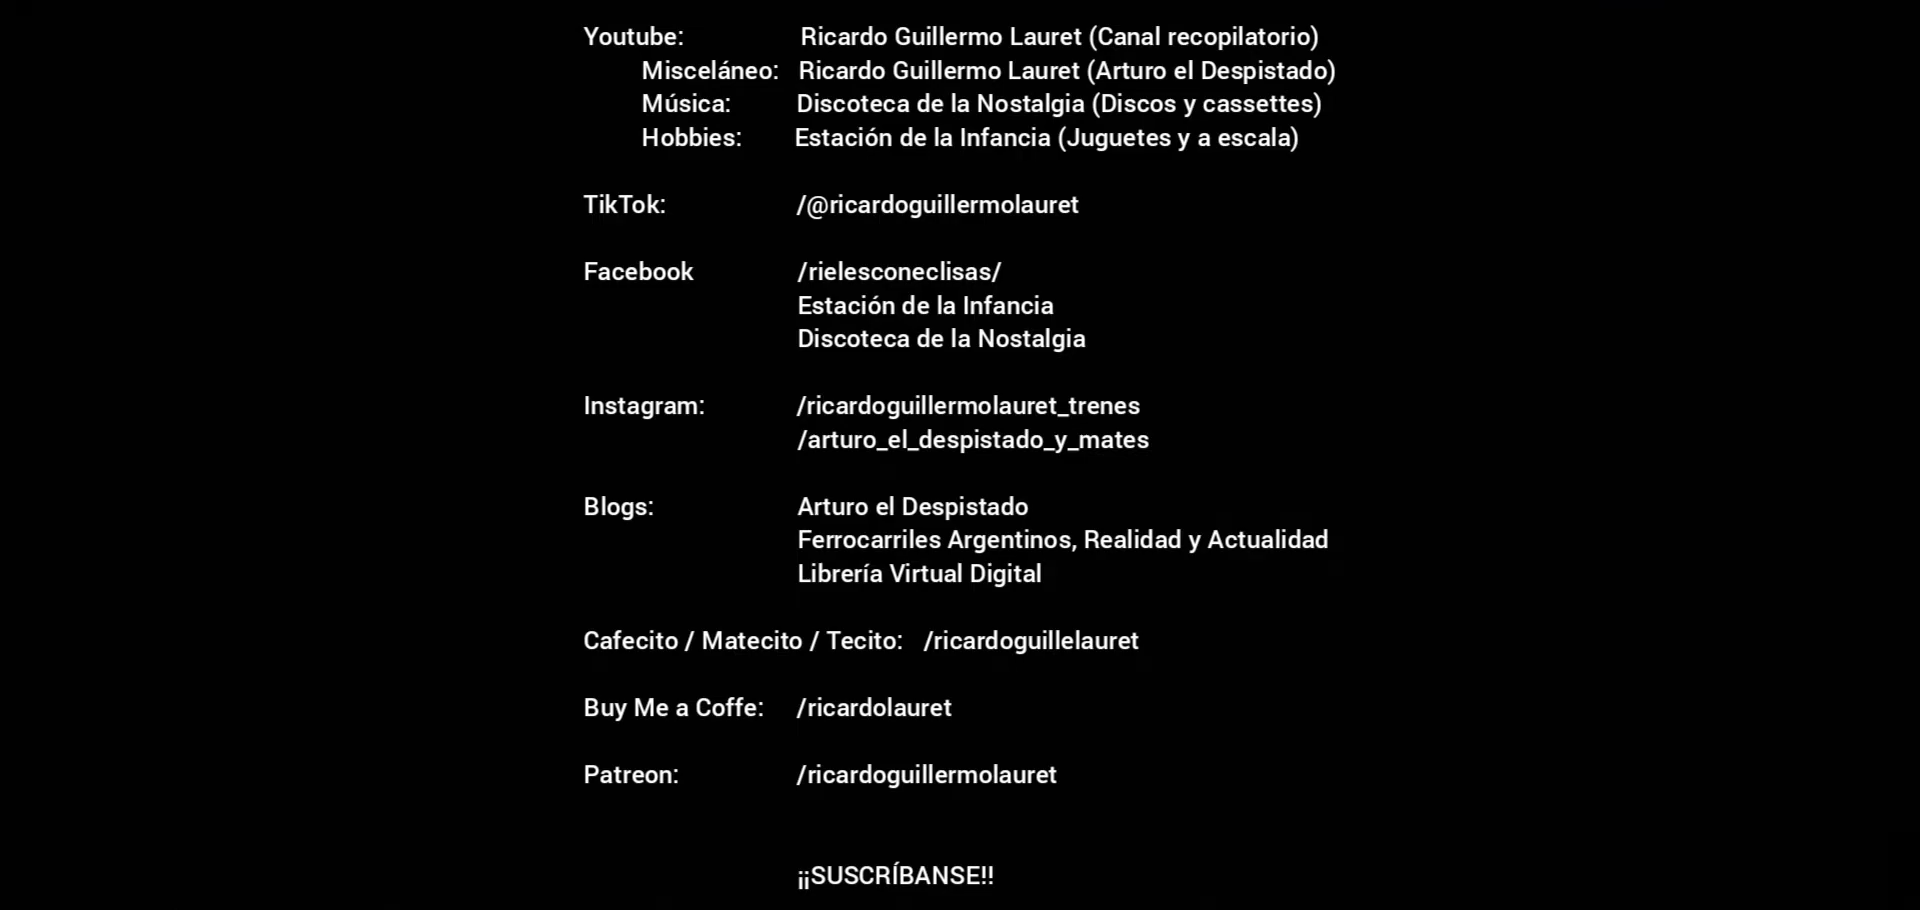 Youtube: Ricardo Guillermo Lauret (Canal recopilatorio)
Misceláneo: Ricardo Guillermo Lauret (Arturo el Despistado)
Música: Discoteca de la Nostalgia (Discos y cassettes)
Hobbies: Estación de la Infancia (Juguetes y a escala)
TikTok: /@ricardoguillermolauret
Facebook /rielesconeclisas/
Estación de la Infancia
Discoteca de la Nostalgia
Instagram: /ricardoguillermolauret_trenes
/arturo_el_despistado_y_mates
Blogs: Arturo el Despistado
Ferrocarriles Argentinos, Realidad y Actualidad
Librería Virtual Digital
Cafecito / Matecito / Tecito: /ricardoguillelauret
Buy Me a Coffe: /ricardolauret
Patreon: /ricardoguillermolauret
¡¡SUSCRÍBANSE!!